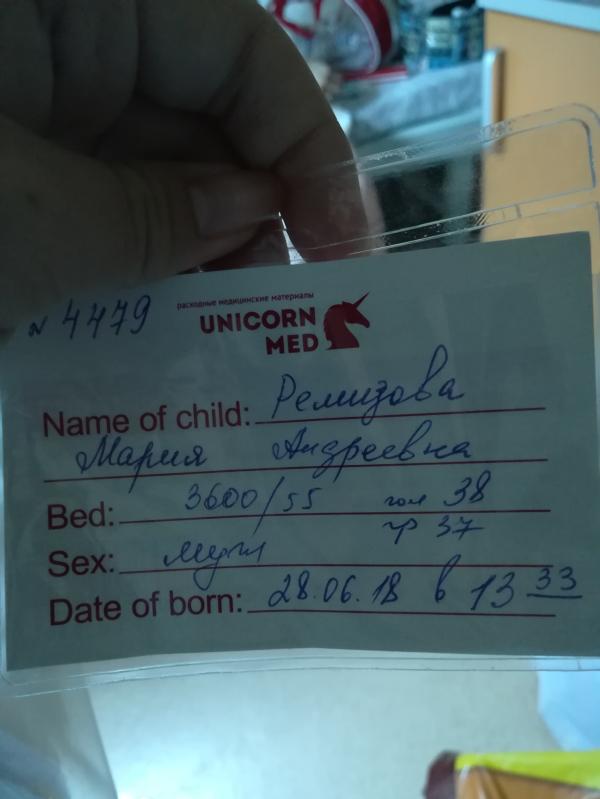 № 4479
расходные медицинские материалы
UNICORN
MED
Name of child: Ремизова
Мария Андреевна
Bed: 3600/55 гол 38
гр 37
Sex: муж
Date of born: 28.06.18 в 13 33